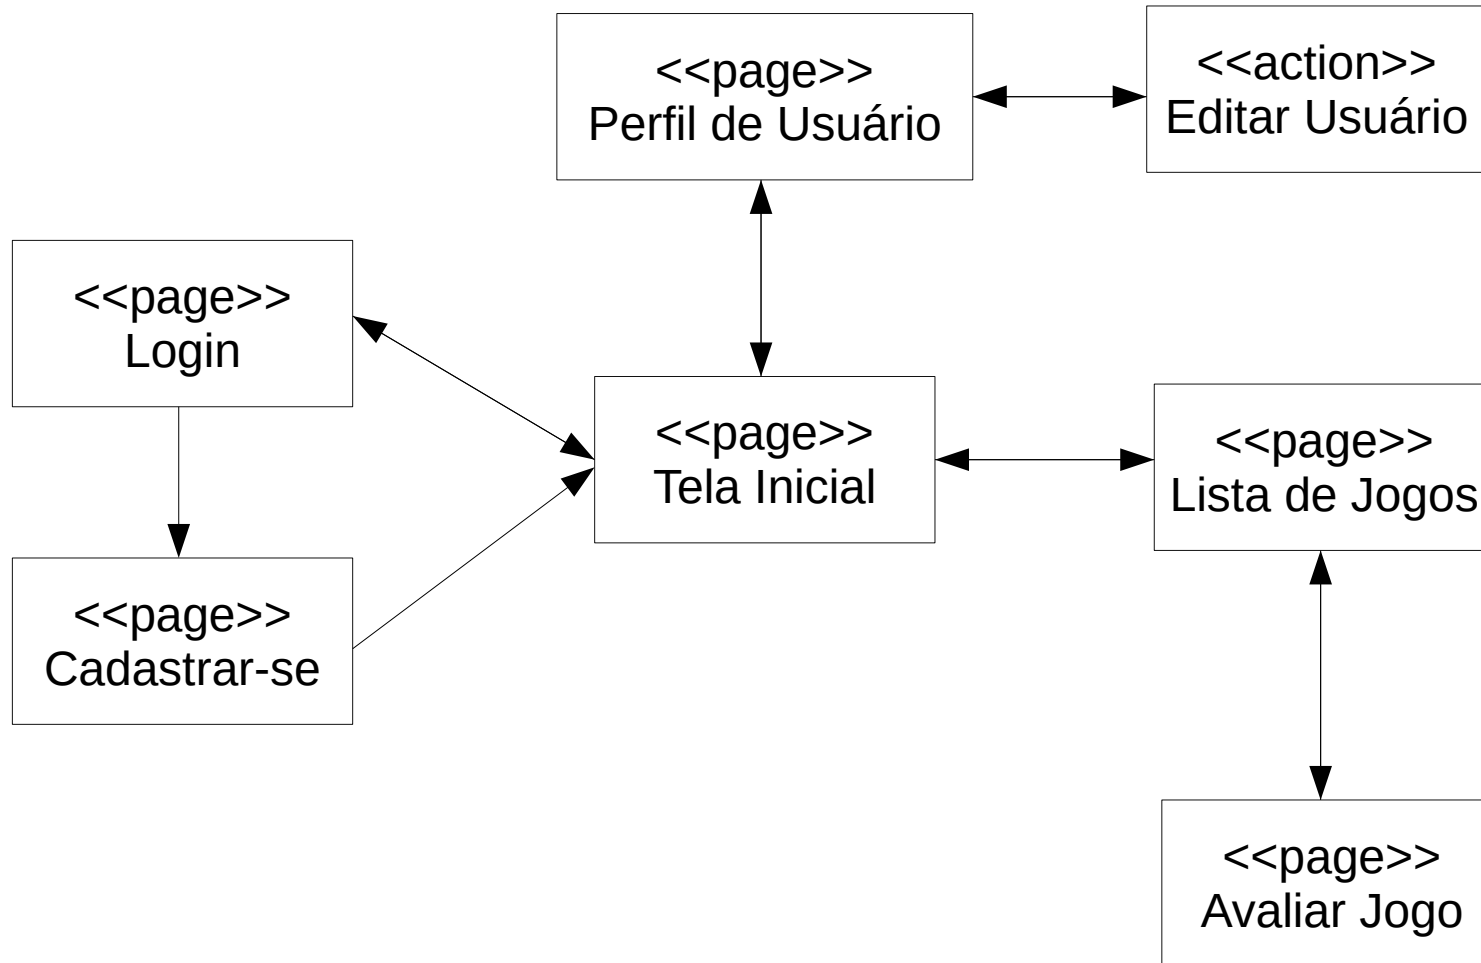 <<page>>
Perfil de Usuário
<<action>>
Editar Usuário
<<page>>
Login
<<page>>
Tela Inicial
<<page>>
Lista de Jogos
<<page>>
Cadastrar-se
<<page>>
Avaliar Jogo